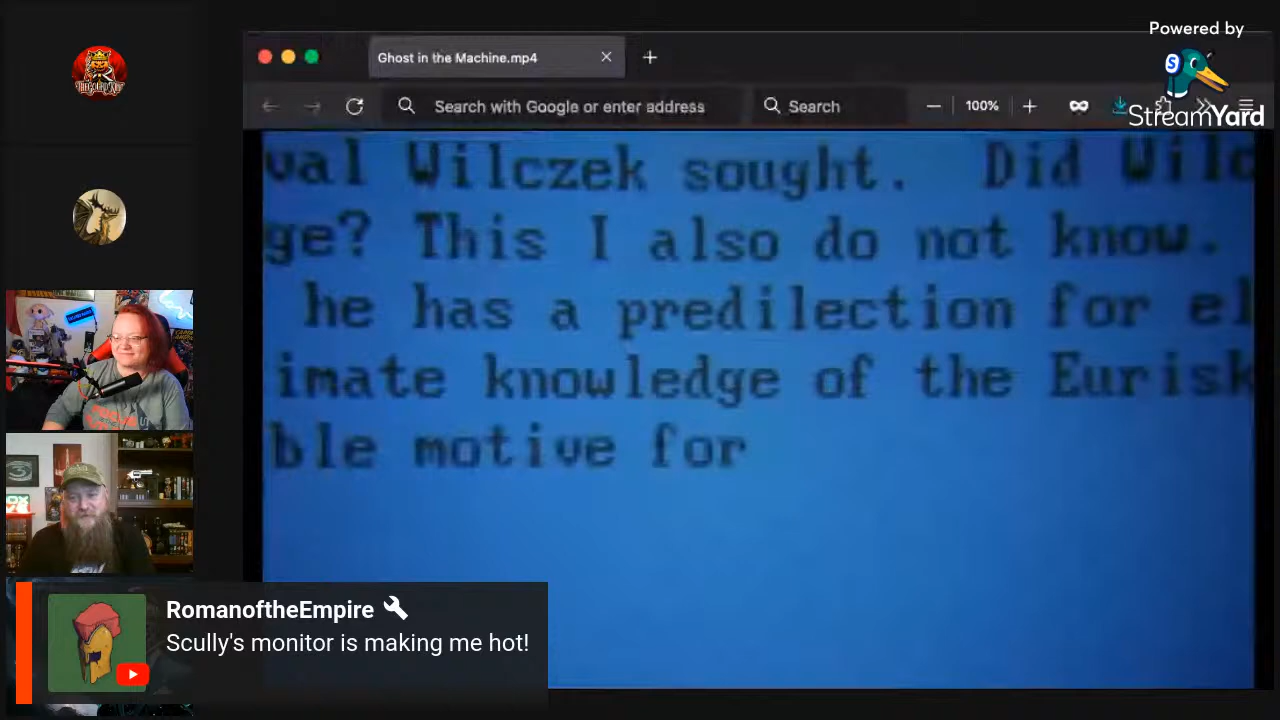 Powered by
StreamYard
Ghost in the Machine.mp4
Search with Google or enter address
Search
100%
val Wilczek sought. Did Wilc
ge? This I also do not know.
he has a predilection for el
imate knowledge of the Eurisk
ble motive for
RomanoftheEmpire
Scully's monitor is making me hot!